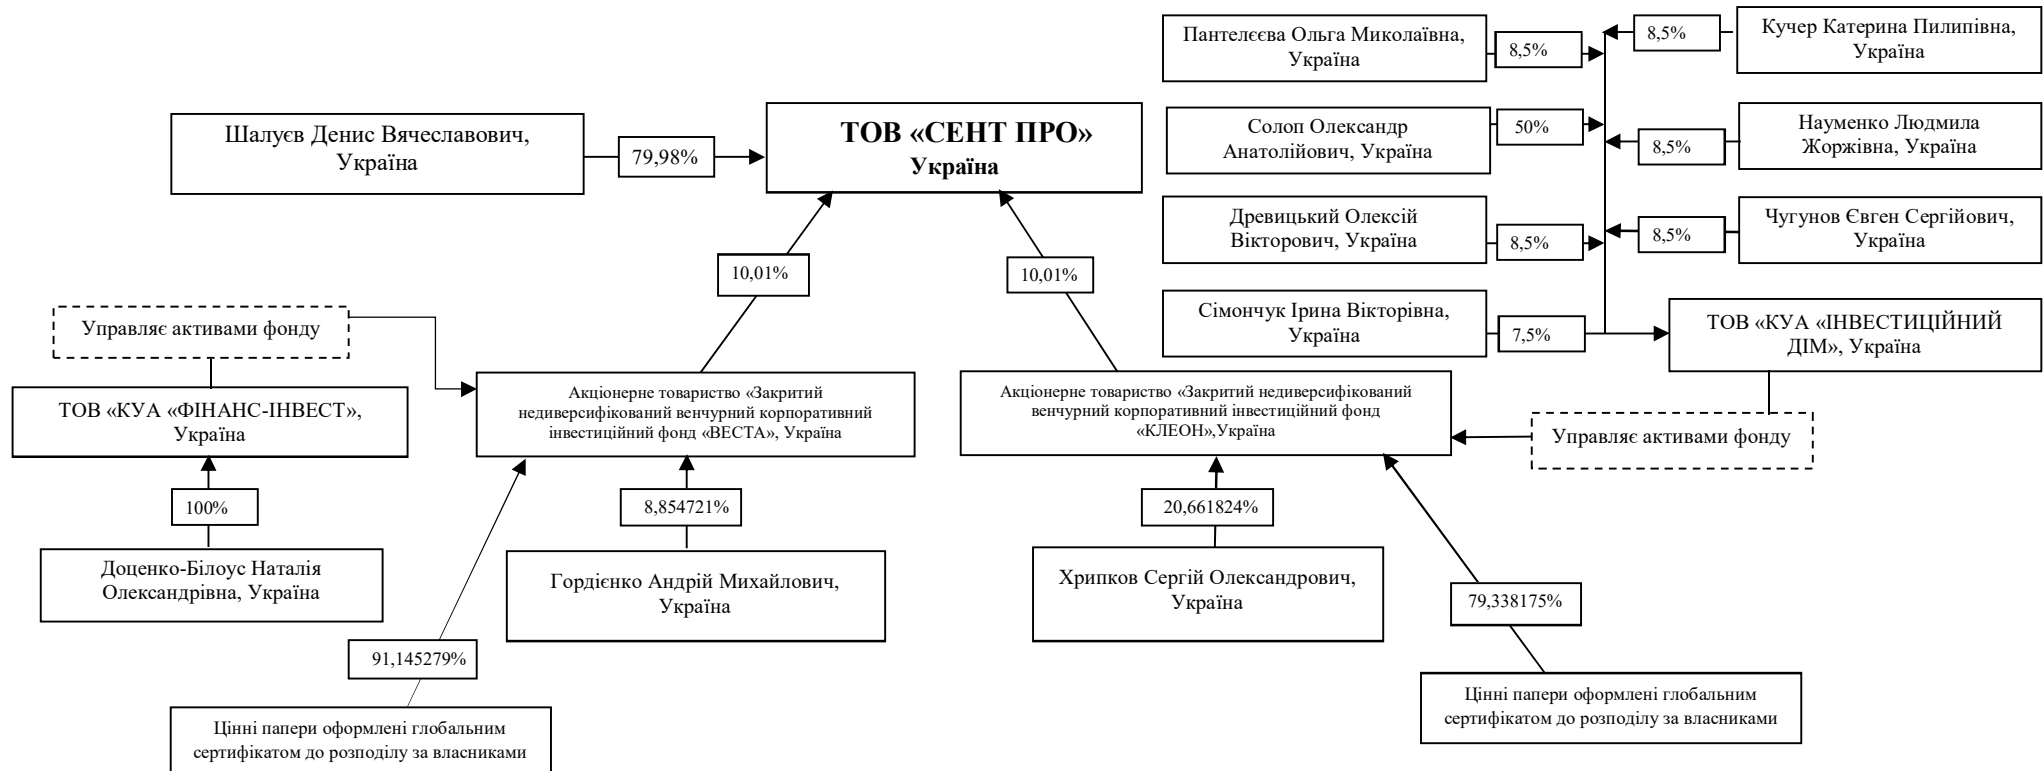 Пантелєєва Ольга Миколаївна,
Україна
8,5%
8,5%
Кучер Катерина Пилипівна,
Україна
Шалуєв Денис Вячеславович,
Україна
79,98%
ТОВ «СЕНТ ПРО»
Україна
Солоп Олександр
Анатолійович, Україна
50%
8,5%
Науменко Людмила
Жоржівна, Україна
Древицький Олексій
Вікторович, Україна
8,5%
8,5%
Чугунов Євген Сергійович,
Україна
10,01%
10,01%
Сімончук Ірина Вікторівна,
Україна
7,5%
ТОВ «КУА «ІНВЕСТИЦІЙНИЙ
ДІМ», Україна
Управляє активами фонду
ТОВ «КУА «ФІНАНС-ІНВЕСТ»,
Україна
Акціонерне товариство «Закритий
недиверсифікований венчурний корпоративний
інвестиційний фонд «ВЕСТА», Україна
Акціонерне товариство «Закритий недиверсифікований
венчурний корпоративний інвестиційний фонд
«КЛЕОН»,Україна
Управляє активами фонду
100%
8,854721%
20,661824%
Доценко-Білоус Наталія
Олександрівна, Україна
Гордієнко Андрій Михайлович,
Україна
Хрипков Сергій Олександрович,
Україна
79,338175%
91,145279%
Цінні папери оформлені глобальним
сертифікатом до розподілу за власниками
Цінні папери оформлені глобальним
сертифікатом до розподілу за власниками